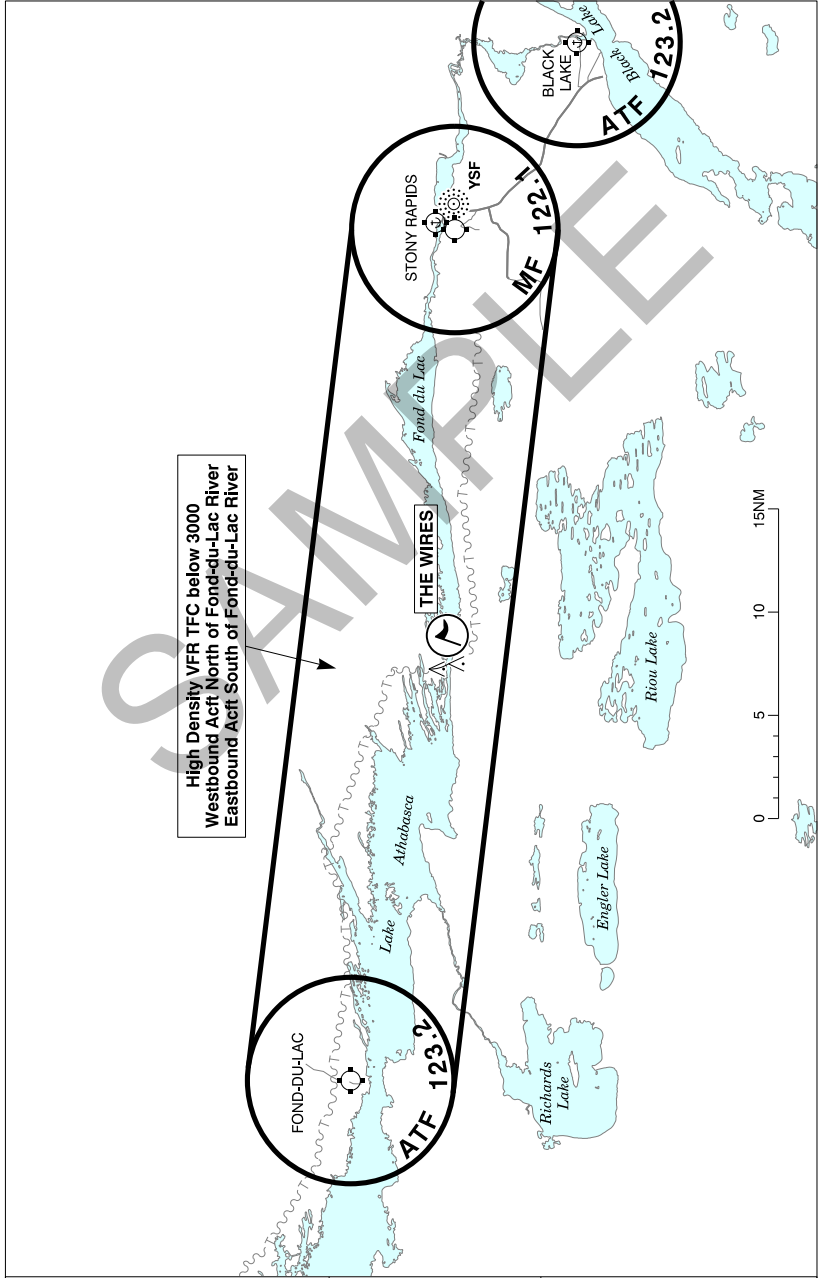 High Density VFR TFC below 3000
Westbound Acft North of Fond-du-Lac River
Eastbound Acft South of Fond-du-Lac River
FOND-DU-LAC
ATF 123.2
Lake Athabasca
THE WIRES
Fond du Lac
STONY RAPIDS
YSF
MF 122.1
BLACK
LAKE
Black Lake
ATF 123.2
Richards
Lake
Engler Lake
Riou Lake
0 5 10 15NM
T
T
T
T
T
T
T
T
T
T
SAMPLE